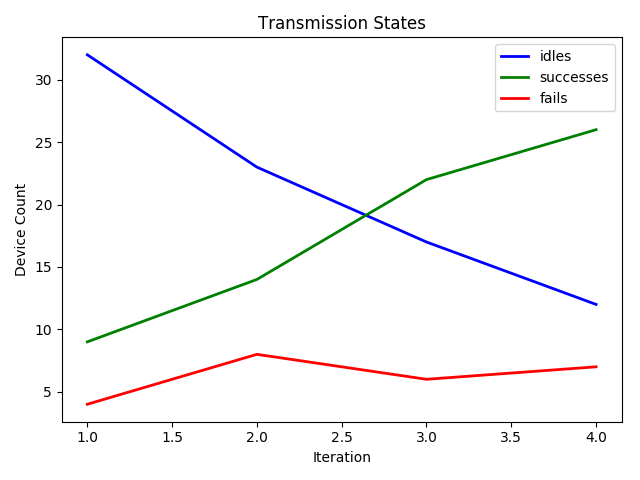 Transmission States
idles
successes
fails
Device Count
30
25
20
15
10
5
1.0 1.5 2.0 2.5 3.0 3.5 4.0
Iteration